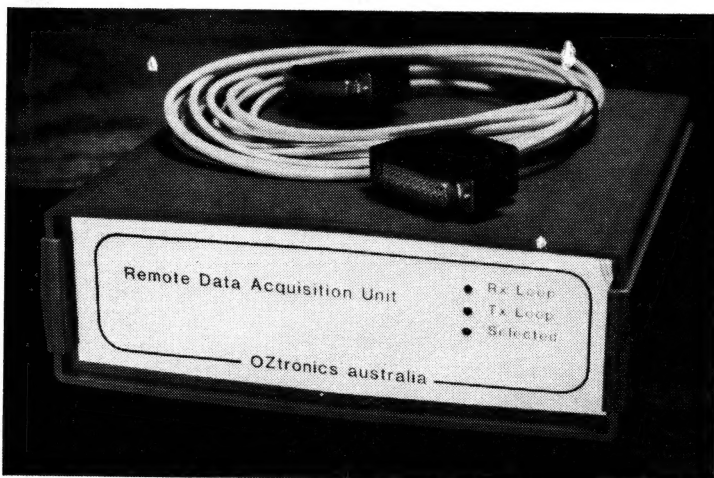 Remote Data Acquisition Unit
Rx Loop
Tx Loop
Selected
OZtronics australia